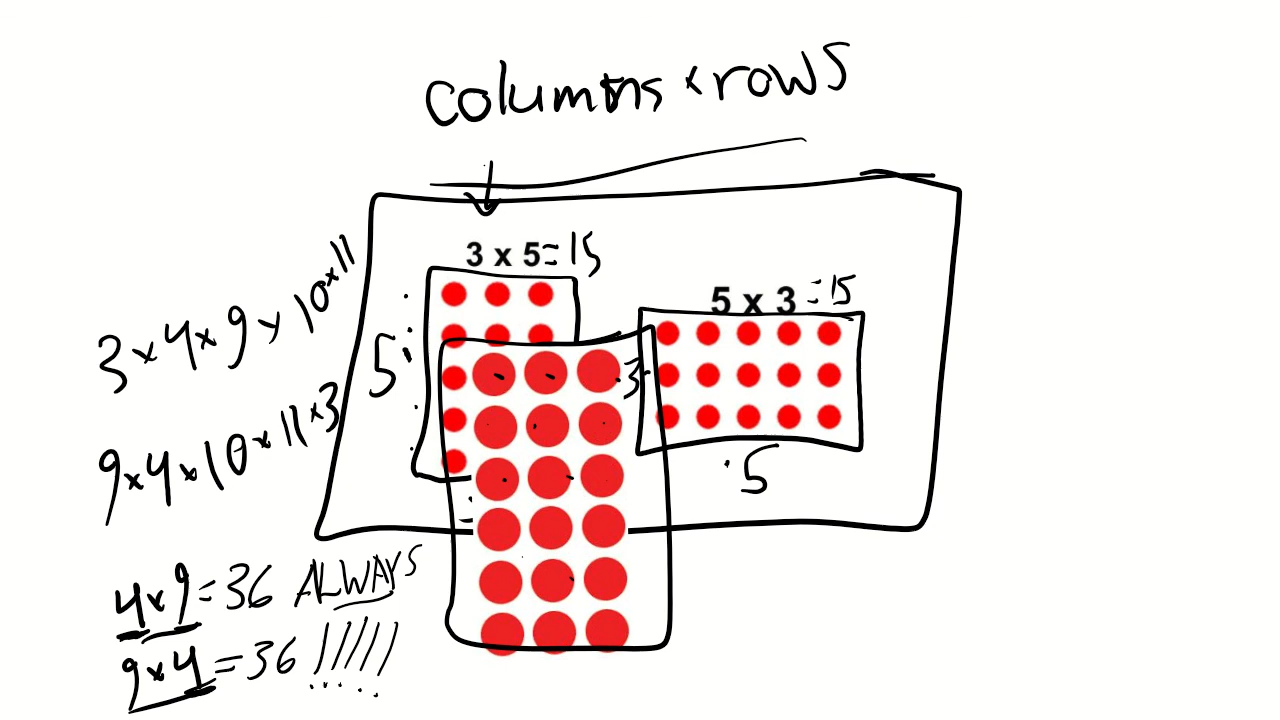 columns x rows
3 x 5 = 15
5 x 3 = 15
3 x 4 x 9 x 10 x 11
5
3
9 x 4 x 10 x 11 x 3
5
4 x 9 = 36 ALWAYS
9 x 4 = 36 !!!!!